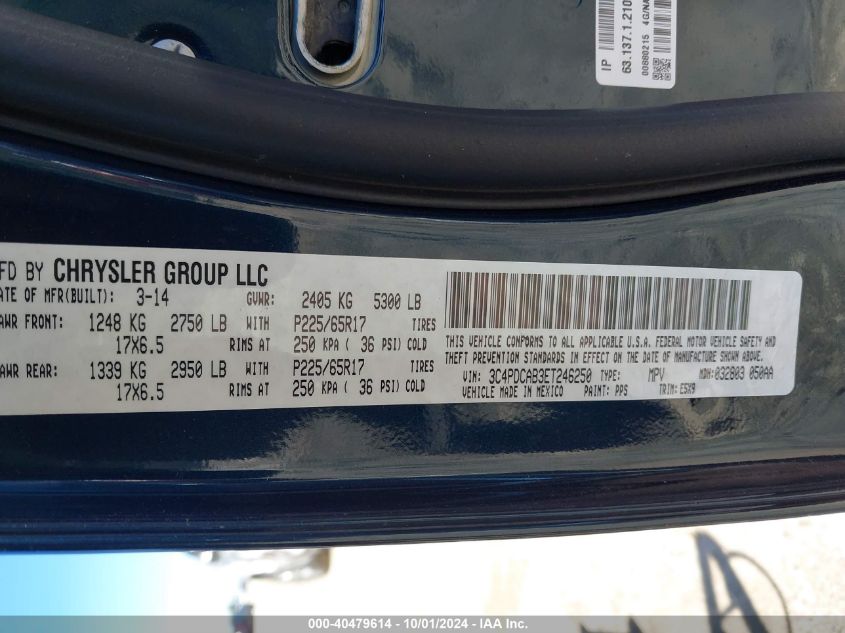 IP
63.137.1.210
00880215 4G/NA
FD BY CHRYSLER GROUP LLC
ATE OF MFR(BUILT): 3-14 GVWR: 2405 KG 5300 LB
AWR FRONT: 1248 KG 2750 LB WITH P225/65R17 TIRES
17X6.5 RIMS AT 250 KPA ( 36 PSI) COLD
AWR REAR: 1339 KG 2950 LB WITH P225/65R17 TIRES
17X6.5 RIMS AT 250 KPA ( 36 PSI) COLD
THIS VEHICLE CONFORMS TO ALL APPLICABLE U.S.A. FEDERAL MOTOR VEHICLE SAFETY AND
THEFT PREVENTION STANDARDS IN EFFECT ON THE DATE OF MANUFACTURE SHOWN ABOVE.
VIN: 3C4PDCAB3ET246250 TYPE: MPV MDH: 032803 050AA
VEHICLE MADE IN MEXICO PAINT: PPS TRIM: E5X9
000-40479614 / 10/01/2024 - IAA Inc.